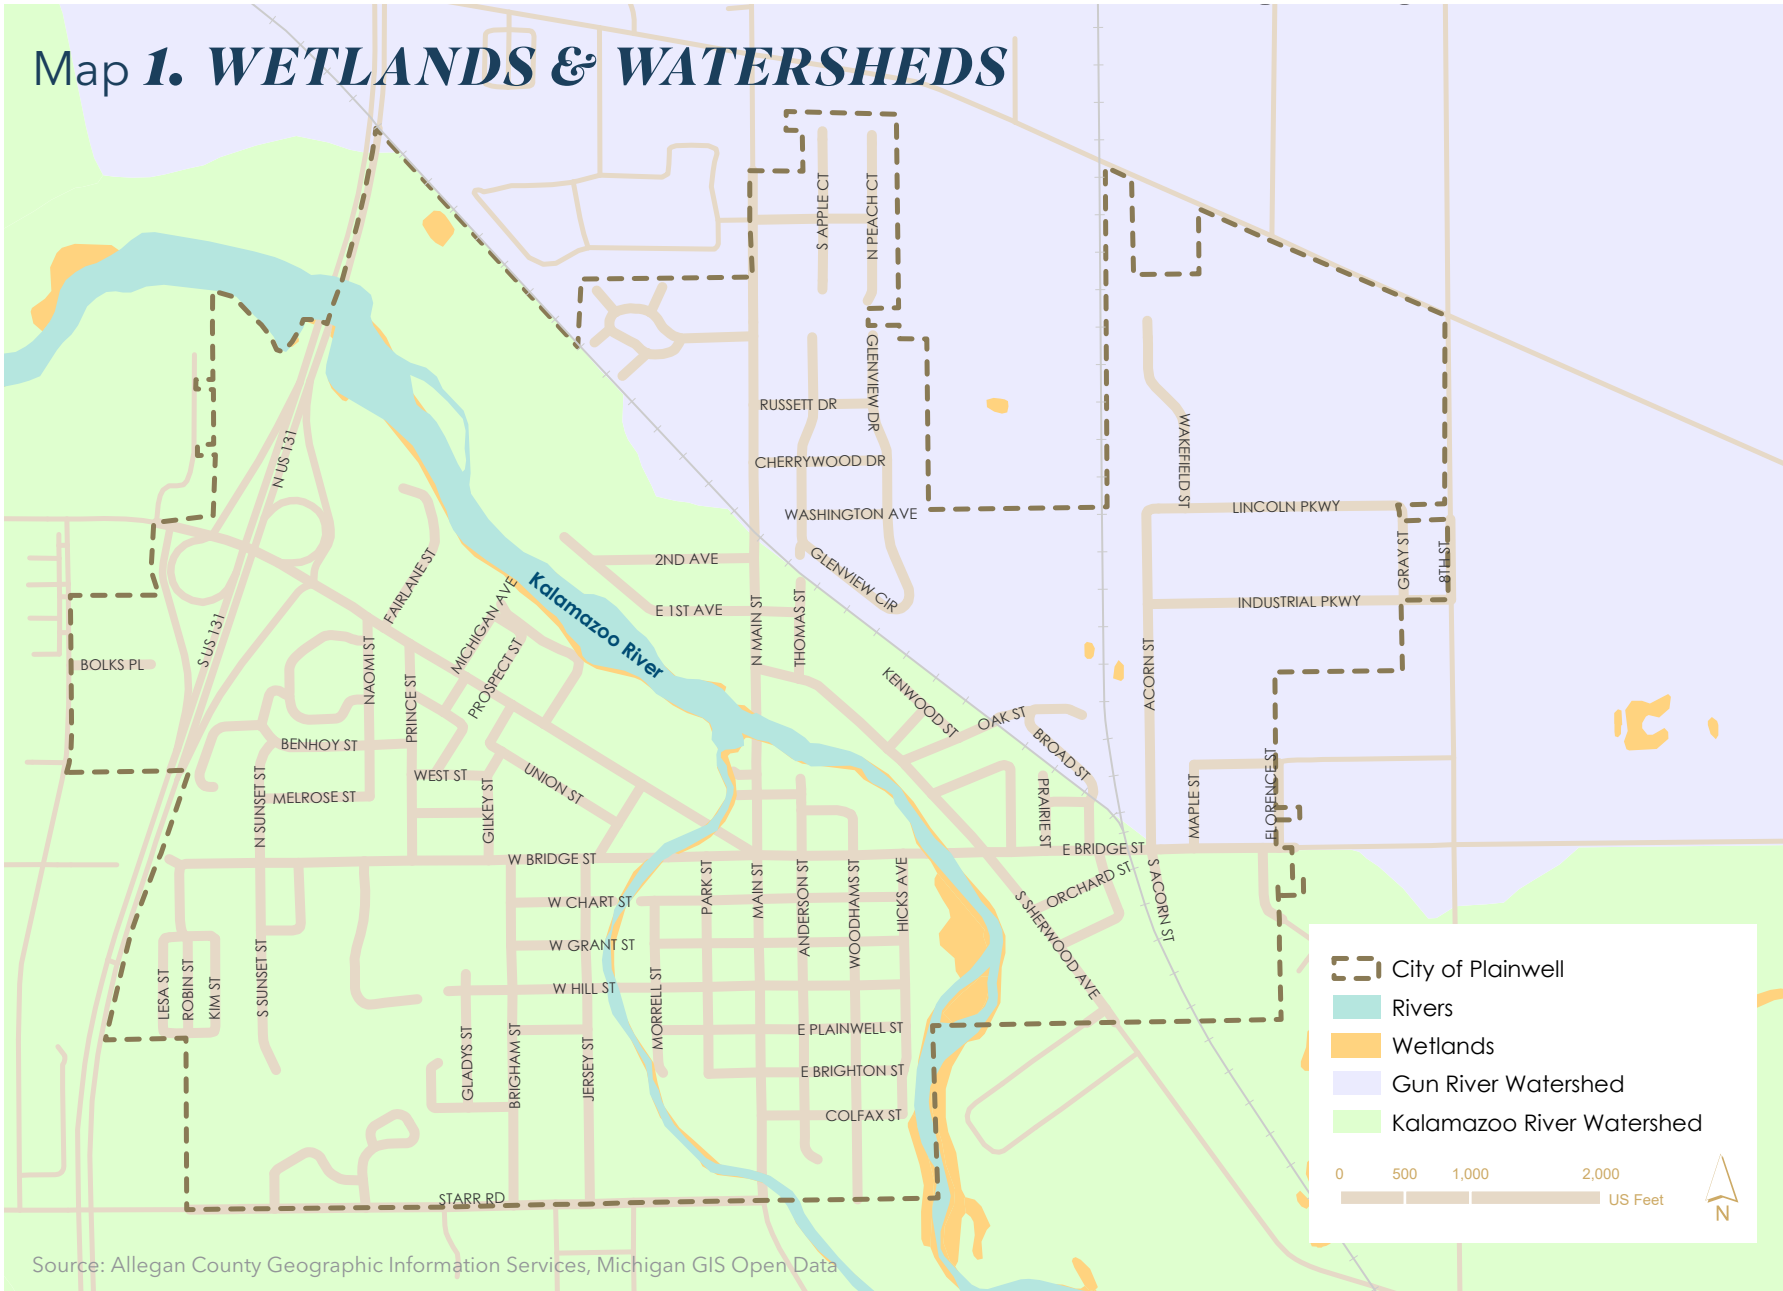 Map 1. WETLANDS & WATERSHEDS
S APPLE CT
N PEACH CT
GLENVIEW DR
RUSSETT DR
CHERRYWOOD DR
WASHINGTON AVE
GLENVIEW CIR
WAKEFIELD ST
LINCOLN PKWY
GRAY ST
18TH ST
INDUSTRIAL PKWY
N US 131
S US 131
FAIRLANE ST
MICHIGAN AVE
PROSPECT ST
Kalamazoo River
2ND AVE
E 1ST AVE
N MAIN ST
THOMAS ST
BOLKS PL
NAOMI ST
PRINCE ST
KENWOOD ST
OAK ST
BROAD ST
ACORN ST
BENHOY ST
MELROSE ST
N SUNSET ST
WEST ST
GILKEY ST
UNION ST
PRAIRIE ST
MAPLE ST
FLORENCE ST
W BRIDGE ST
E BRIDGE ST
ORCHARD ST
S ACORN ST
S SHERWOOD AVE
W CHART ST
W GRANT ST
W HILL ST
PARK ST
MAIN ST
ANDERSON ST
WOODHAMS ST
HICKS AVE
LESA ST
ROBIN ST
KIM ST
S SUNSET ST
MORRELL ST
GLADYS ST
BRIGHAM ST
JERSEY ST
E PLAINWELL ST
E BRIGHTON ST
COLFAX ST
STARR RD
City of Plainwell
Rivers
Wetlands
Gun River Watershed
Kalamazoo River Watershed
0 500 1,000 2,000
US Feet
N
Source: Allegan County Geographic Information Services, Michigan GIS Open Data